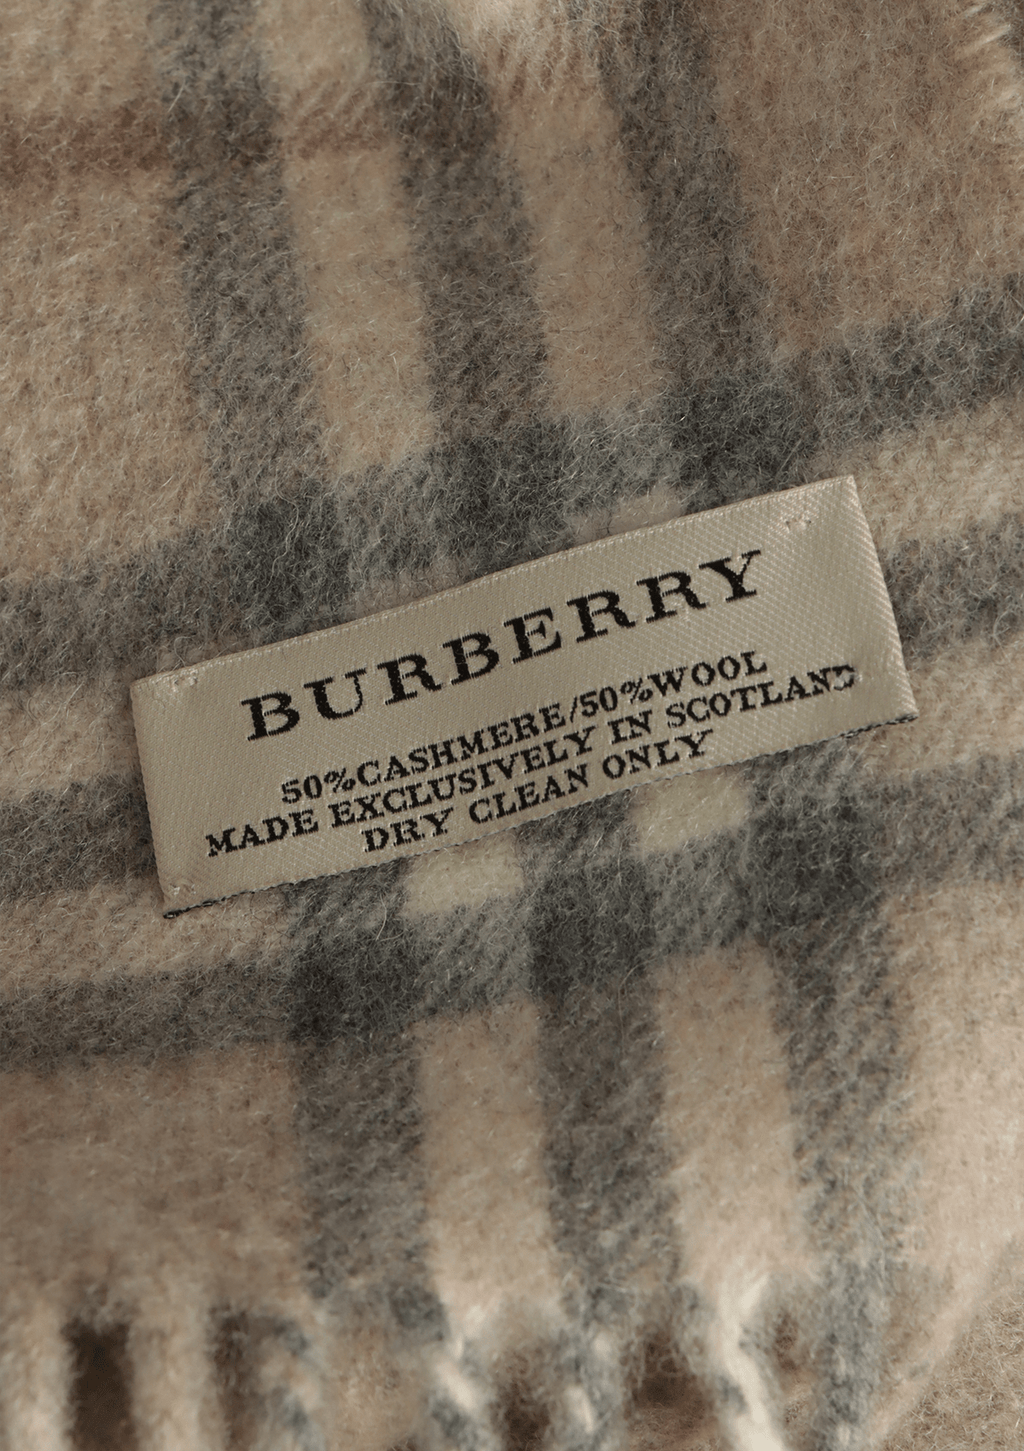 BURBERRY
50%CASHMERE/50%WOOL
MADE EXCLUSIVELY IN SCOTLAND
DRY CLEAN ONLY